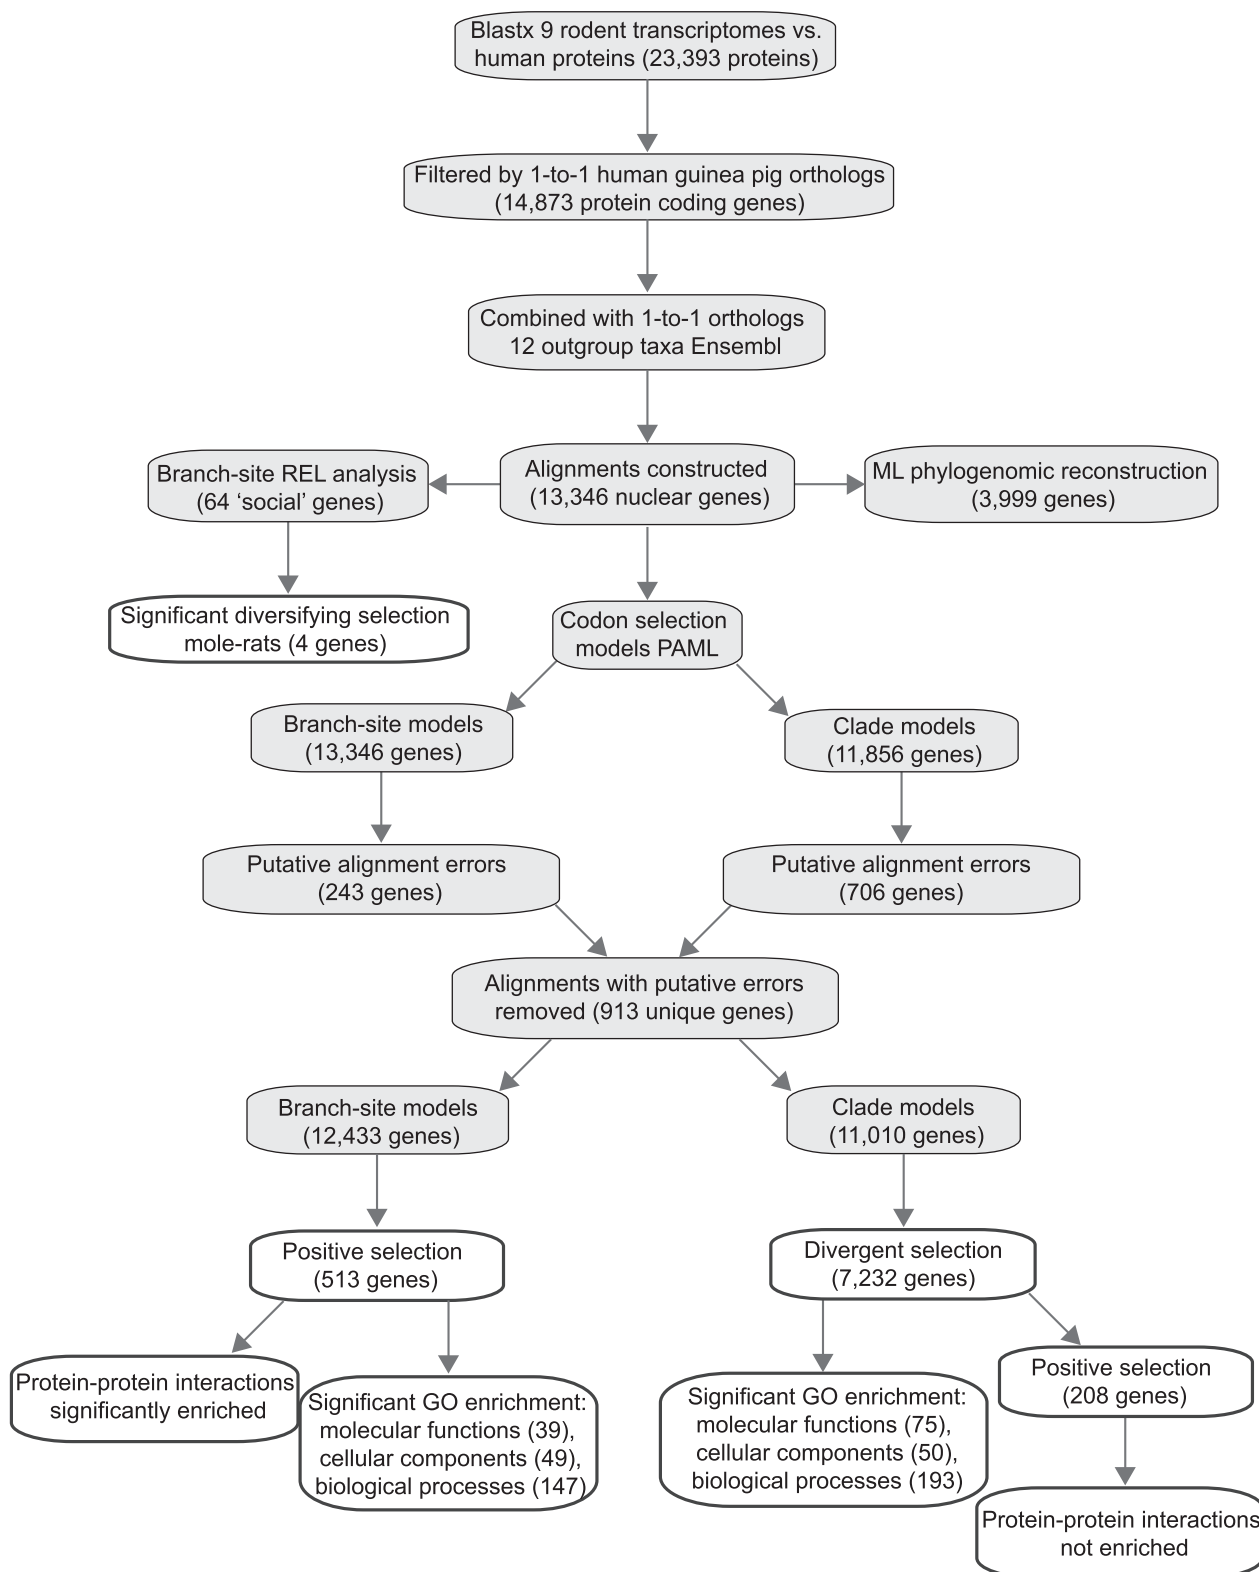 Blastx 9 rodent transcriptomes vs.
human proteins (23,393 proteins)
Filtered by 1-to-1 human guinea pig orthologs
(14,873 protein coding genes)
Combined with 1-to-1 orthologs
12 outgroup taxa Ensembl
Branch-site REL analysis
(64 ‘social’ genes)
Alignments constructed
(13,346 nuclear genes)
ML phylogenomic reconstruction
(3,999 genes)
Significant diversifying selection
mole-rats (4 genes)
Codon selection
models PAML
Branch-site models
(13,346 genes)
Clade models
(11,856 genes)
Putative alignment errors
(243 genes)
Putative alignment errors
(706 genes)
Alignments with putative errors
removed (913 unique genes)
Branch-site models
(12,433 genes)
Clade models
(11,010 genes)
Positive selection
(513 genes)
Divergent selection
(7,232 genes)
Protein-protein interactions
significantly enriched
Significant GO enrichment:
molecular functions (39),
cellular components (49),
biological processes (147)
Significant GO enrichment:
molecular functions (75),
cellular components (50),
biological processes (193)
Positive selection
(208 genes)
Protein-protein interactions
not enriched